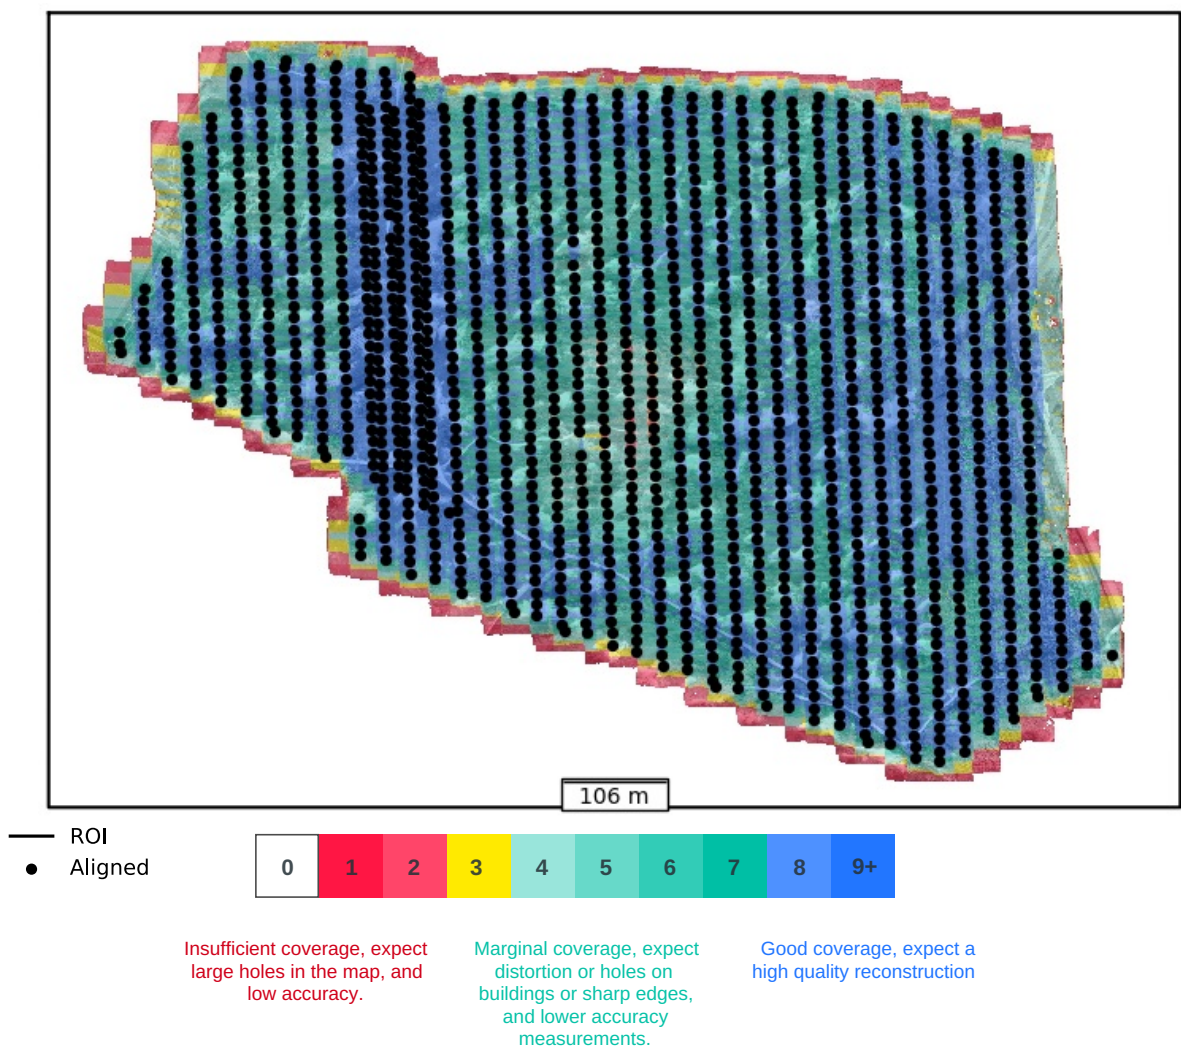 106 m
ROI
Aligned
0 1 2 3 4 5 6 7 8 9+
Insufficient coverage, expect
large holes in the map, and
low accuracy.
Marginal coverage, expect
distortion or holes on
buildings or sharp edges,
and lower accuracy
measurements.
Good coverage, expect a
high quality reconstruction